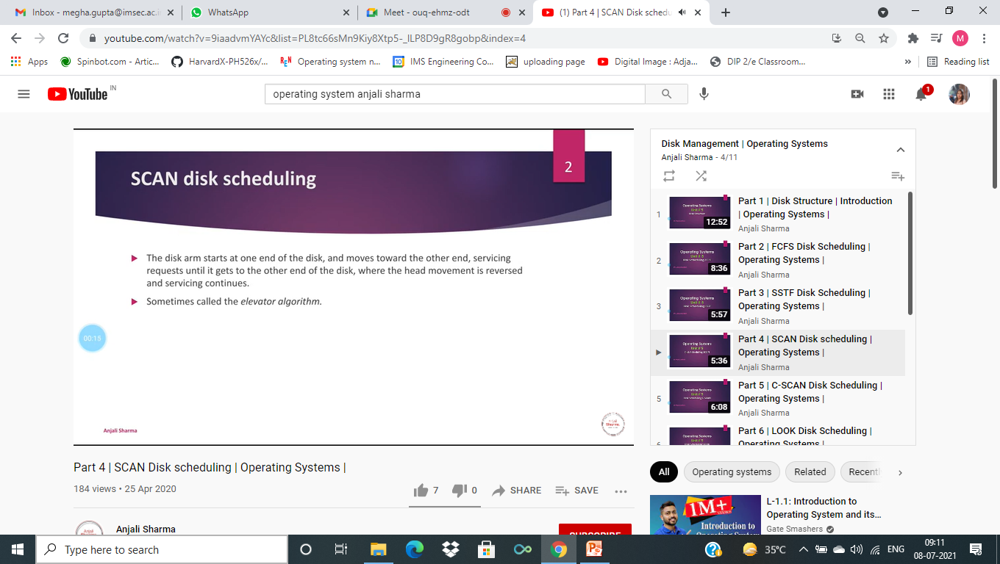 Inbox - megha.gupta@imsec.ac.i
WhatsApp
Meet - ouq-ehmz-odt
(1) Part 4 | SCAN Disk schedu
youtube.com/watch?v=9iaadvmYAYc&list=PL8tc66sMn9Kiy8Xtp5-_lLP8D9gR8gobp&index=4
M
Apps
Spinbot.com - Artic...
HarvardX-PH526x/...
Operating system n...
IMS Engineering Co...
uploading page
Digital Image : Adja...
DIP 2/e Classroom...
»
Reading list
YouTube IN
operating system anjali sharma
1
2
SCAN disk scheduling
The disk arm starts at one end of the disk, and moves toward the other end, servicing
requests until it gets to the other end of the disk, where the head movement is reversed
and servicing continues.
Sometimes called the elevator algorithm.
00:15
Anjali Sharma
Part 4 | SCAN Disk scheduling | Operating Systems |
184 views • 25 Apr 2020
7
0
SHARE
SAVE
Anjali Sharma
SUBSCRIBE
Disk Management | Operating Systems
Anjali Sharma - 4/11
1
12:52
Part 1 | Disk Structure | Introduction
| Operating Systems |
Anjali Sharma
2
8:36
Part 2 | FCFS Disk Scheduling |
Operating Systems |
Anjali Sharma
3
5:57
Part 3 | SSTF Disk Scheduling |
Operating Systems |
Anjali Sharma
5:36
Part 4 | SCAN Disk scheduling |
Operating Systems |
Anjali Sharma
5
6:08
Part 5 | C-SCAN Disk Scheduling |
Operating Systems |
Anjali Sharma
6
Part 6 | LOOK Disk Scheduling |
Operating Systems |
All
Operating systems
Related
Recentl
1M+
Introduction to
L-1.1: Introduction to
Operating System and its...
Gate Smashers
Type here to search
35°C
ENG
09:11
08-07-2021